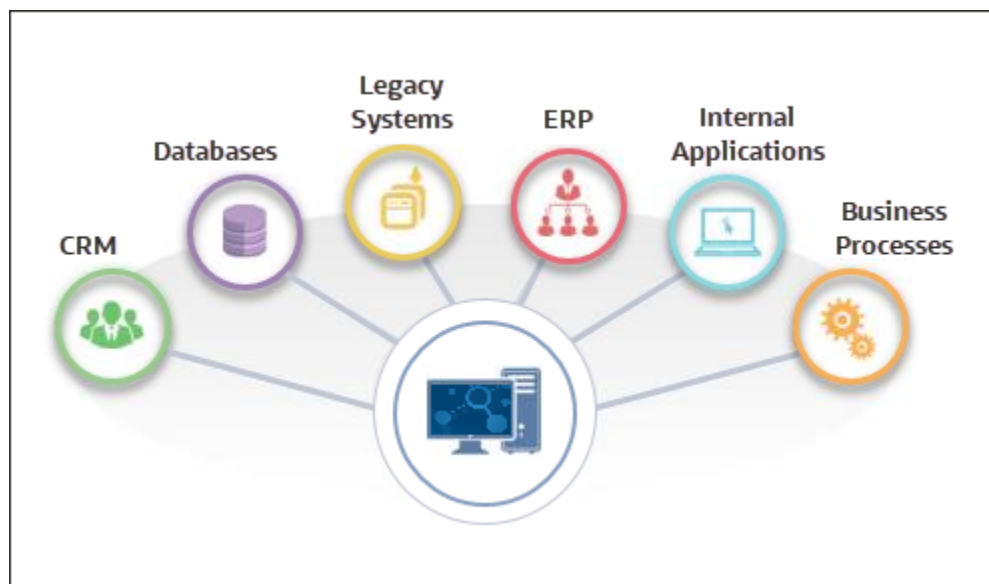 Legacy
Systems
ERP
Internal
Applications
Databases
Business
Processes
CRM